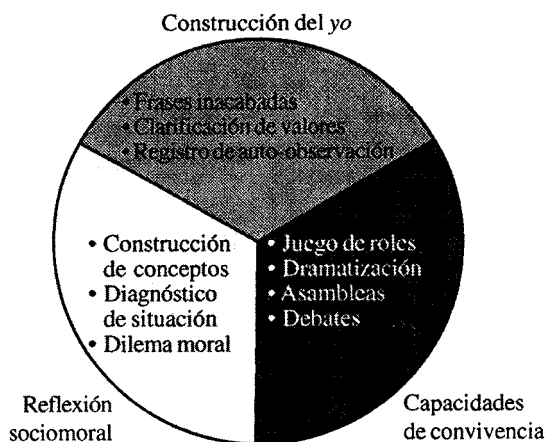 Construcción del yo
• Frases inacabadas
• Clarificación de valores
• Registro de auto-observación
• Construcción
de conceptos
• Diagnóstico
de situación
• Dilema moral
• Juego de roles
• Dramatización
• Asambleas
• Debates
Reflexión
sociomoral
Capacidades
de convivencia